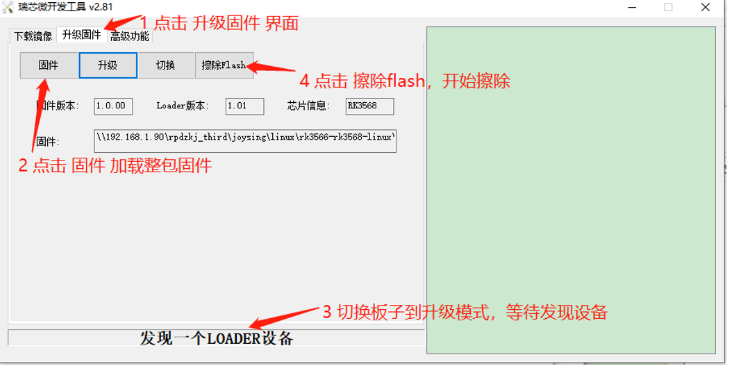 瑞芯微开发工具 v2.81
1 点击 升级固件 界面
下载镜像 升级固件 高级功能
固件 升级 切换 擦除Flash
4 点击 擦除flash，开始擦除
固件版本: 1.0.00 Loader版本: 1.01 芯片信息: RK3568
固件: \\192.168.1.90\rpdzkj_third\joysing\linux\rk3566-rk3568-linux\
2 点击 固件 加载整包固件
3 切换板子到升级模式，等待发现设备
发现一个LOADER设备